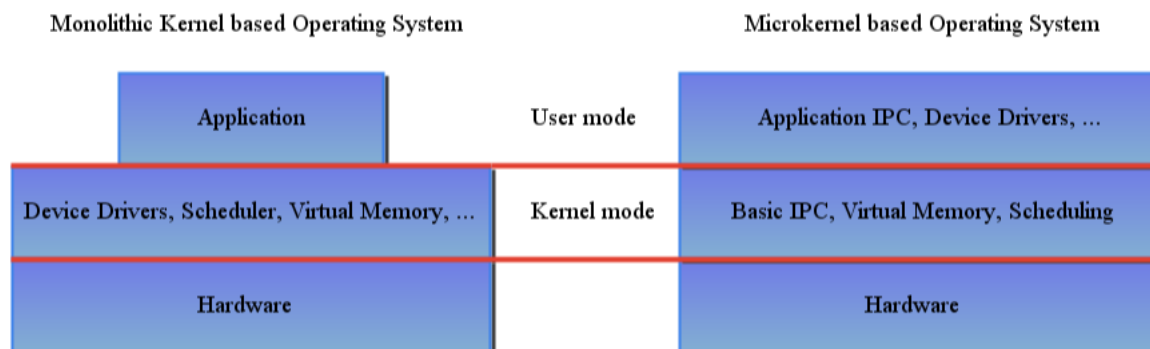 Monolithic Kernel based Operating System
Microkernel based Operating System
Application
User mode
Application IPC, Device Drivers, ...
Device Drivers, Scheduler, Virtual Memory, ...
Kernel mode
Basic IPC, Virtual Memory, Scheduling
Hardware
Hardware